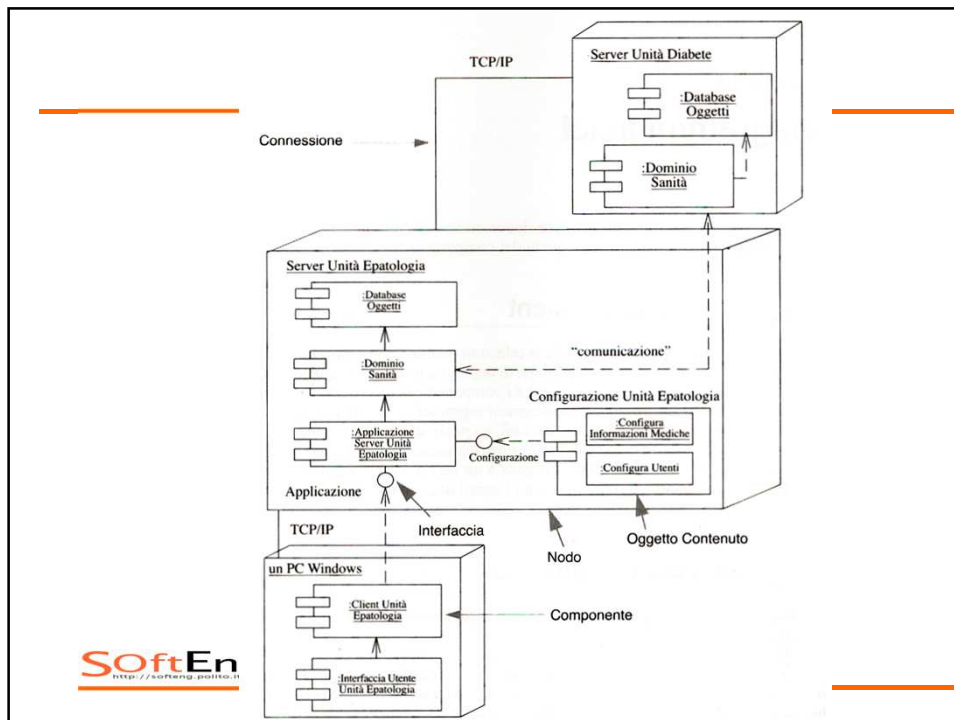 TCP/IP
Server Unità Diabete
:Database
Oggetti
:Dominio
Sanità
Connessione
Server Unità Epatologia
:Database
Oggetti
:Dominio
Sanità
"comunicazione"
Configurazione Unità Epatologia
:Applicazione
Server Unità
Epatologia
Configurazione
:Configura
Informazioni Mediche
:Configura Utenti
Applicazione
TCP/IP
Interfaccia
Nodo
Oggetto Contenuto
un PC Windows
:Client Unità
Epatologia
Componente
:Interfaccia Utente
Unità Epatologia
SOftEn
http://softeng.polito.it